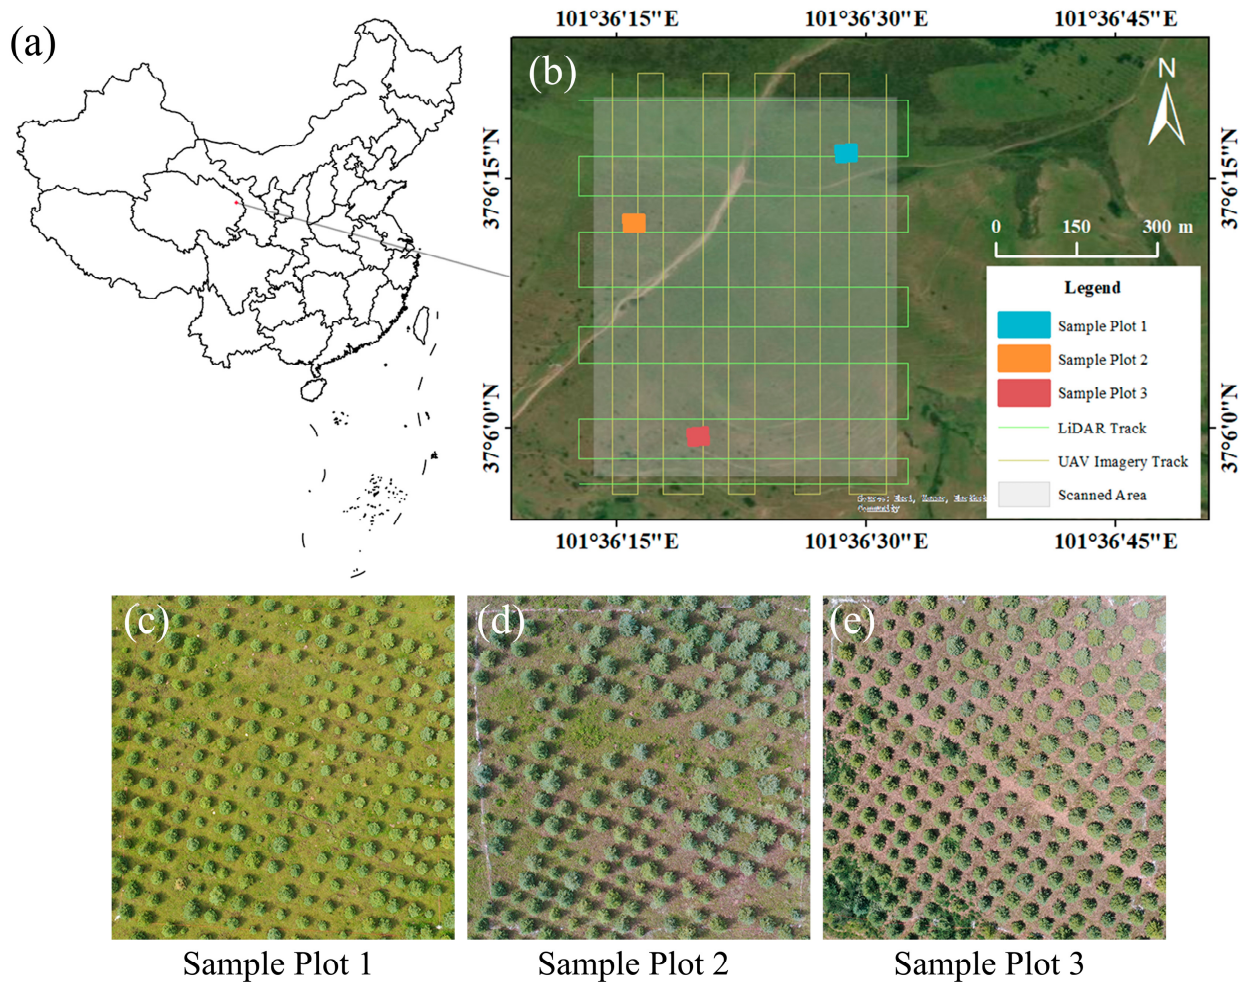 (a)
101°36'15"E 101°36'30"E 101°36'45"E
(b)
N
37°6'15"N
37°6'15"N
0 150 300 m
Legend
Sample Plot 1
Sample Plot 2
Sample Plot 3
LiDAR Track
UAV Imagery Track
Scanned Area
37°6'0"N
37°6'0"N
Community
101°36'15"E 101°36'30"E 101°36'45"E
(c) (d) (e)
Sample Plot 1 Sample Plot 2 Sample Plot 3